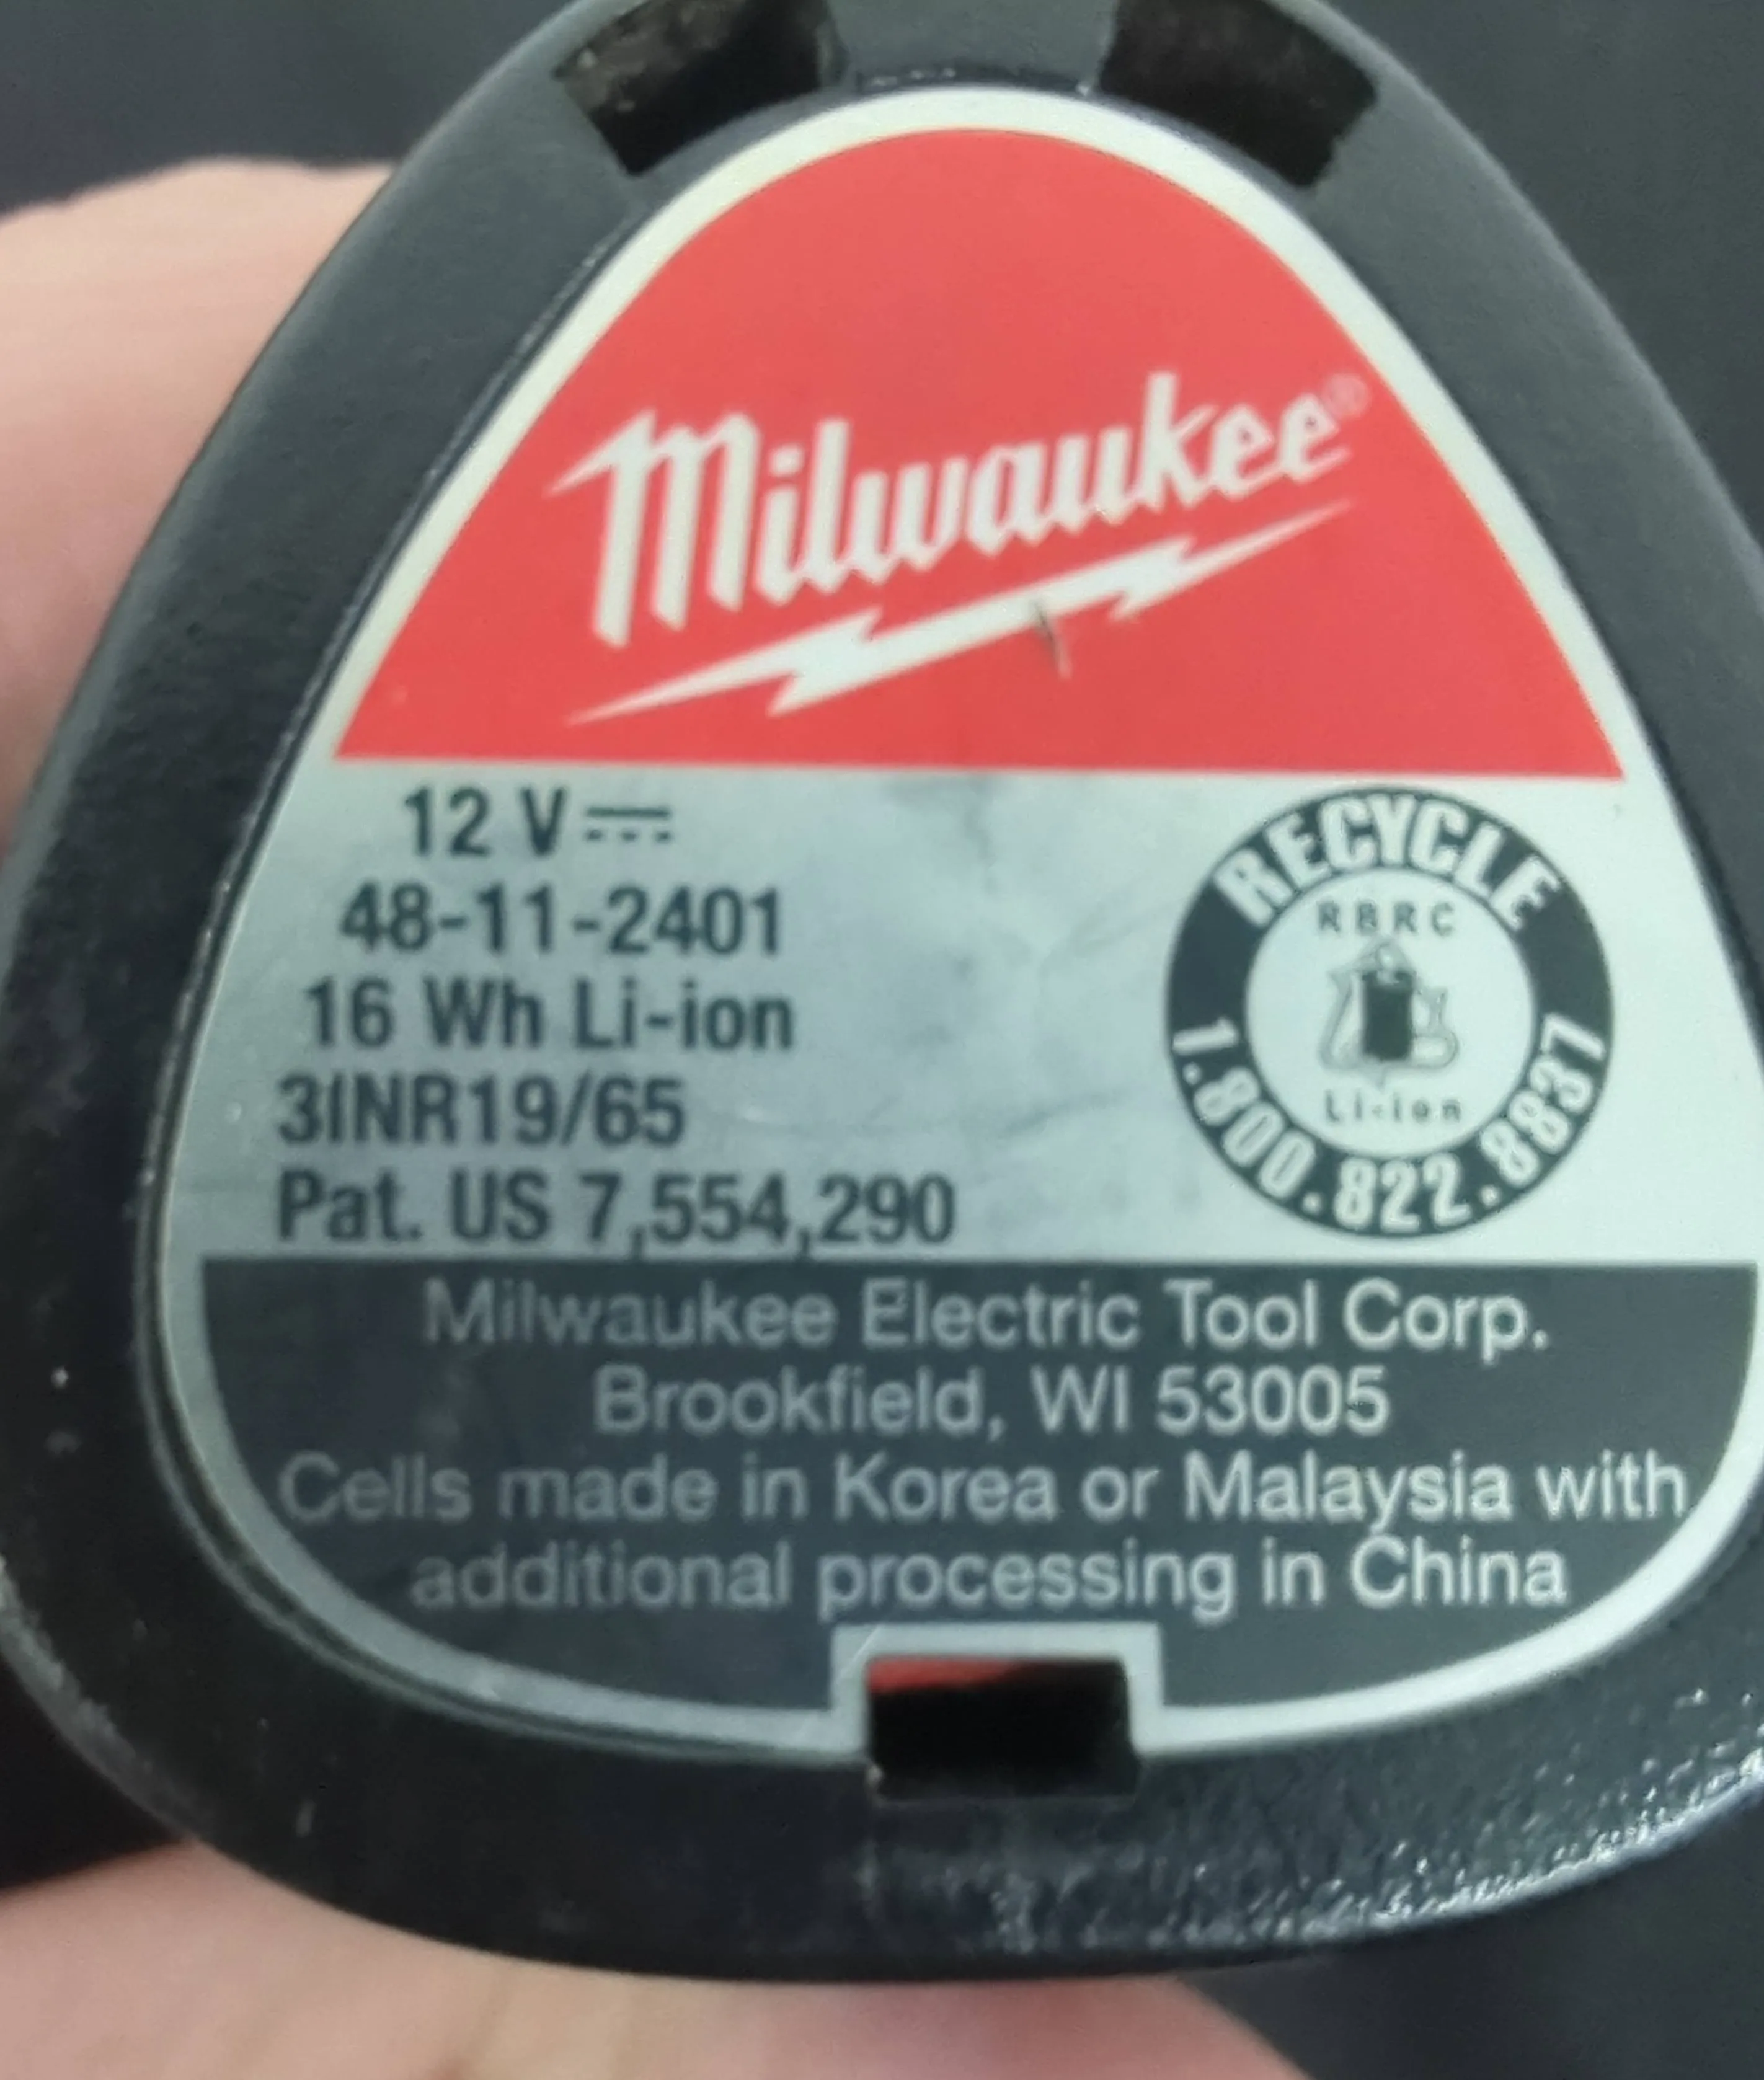 Milwaukee®
12 V
48-11-2401
16 Wh Li-ion
3INR19/65
Pat. US 7,554,290
RECYCLE
RBRC
Li-ion
1.800.822.8837
Milwaukee Electric Tool Corp.
Brookfield, WI 53005
Cells made in Korea or Malaysia with
additional processing in China